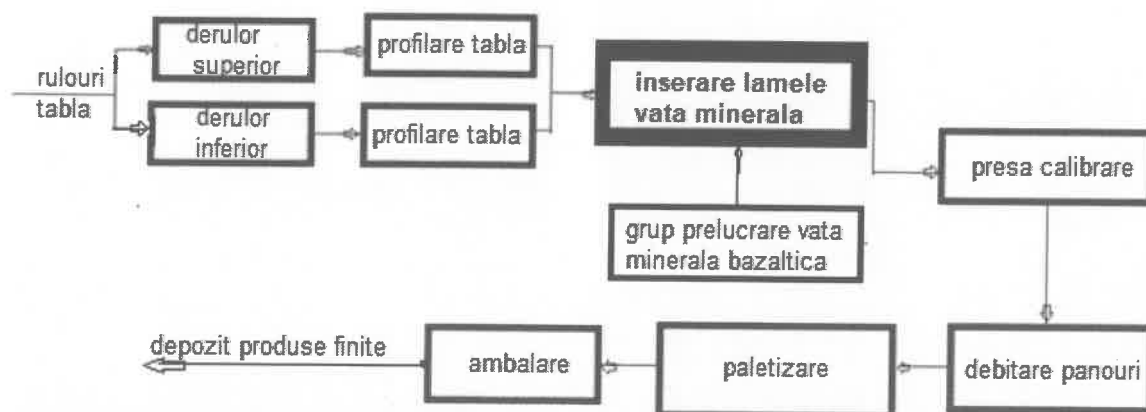 rulouri
tabla
derulor
superior
profilare tabla
derulor
inferior
profilare tabla
inserare lamele
vata minerala
grup prelucrare vata
minerala bazaltica
presa calibrare
debitare panouri
paletizare
ambalare
depozit produse finite